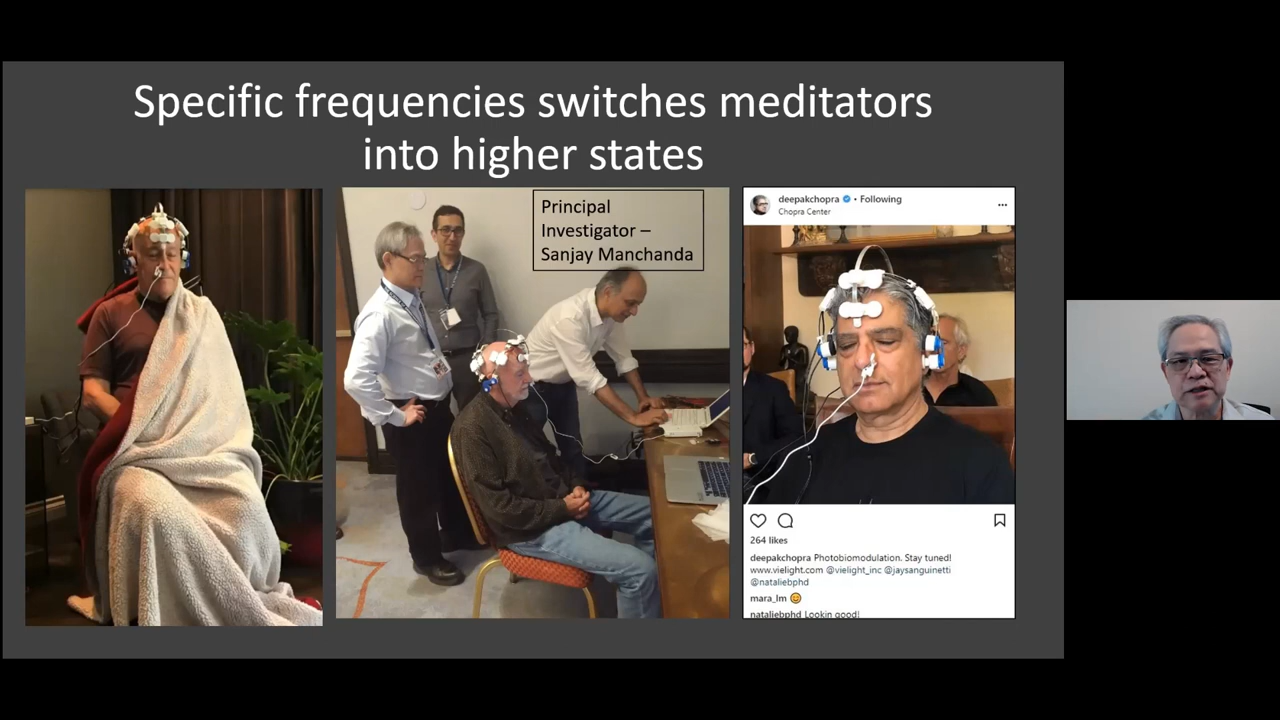 Specific frequencies switches meditators
into higher states
Principal
Investigator –
Sanjay Manchanda
deepakchopra • Following
Chopra Center
264 likes
deepakchopra Photobiomodulation. Stay tuned!
www.vielight.com @vielight_inc @jaysanguinetti
@nataliebphd
mara_lm 😊
nataliebphd Lookin good!